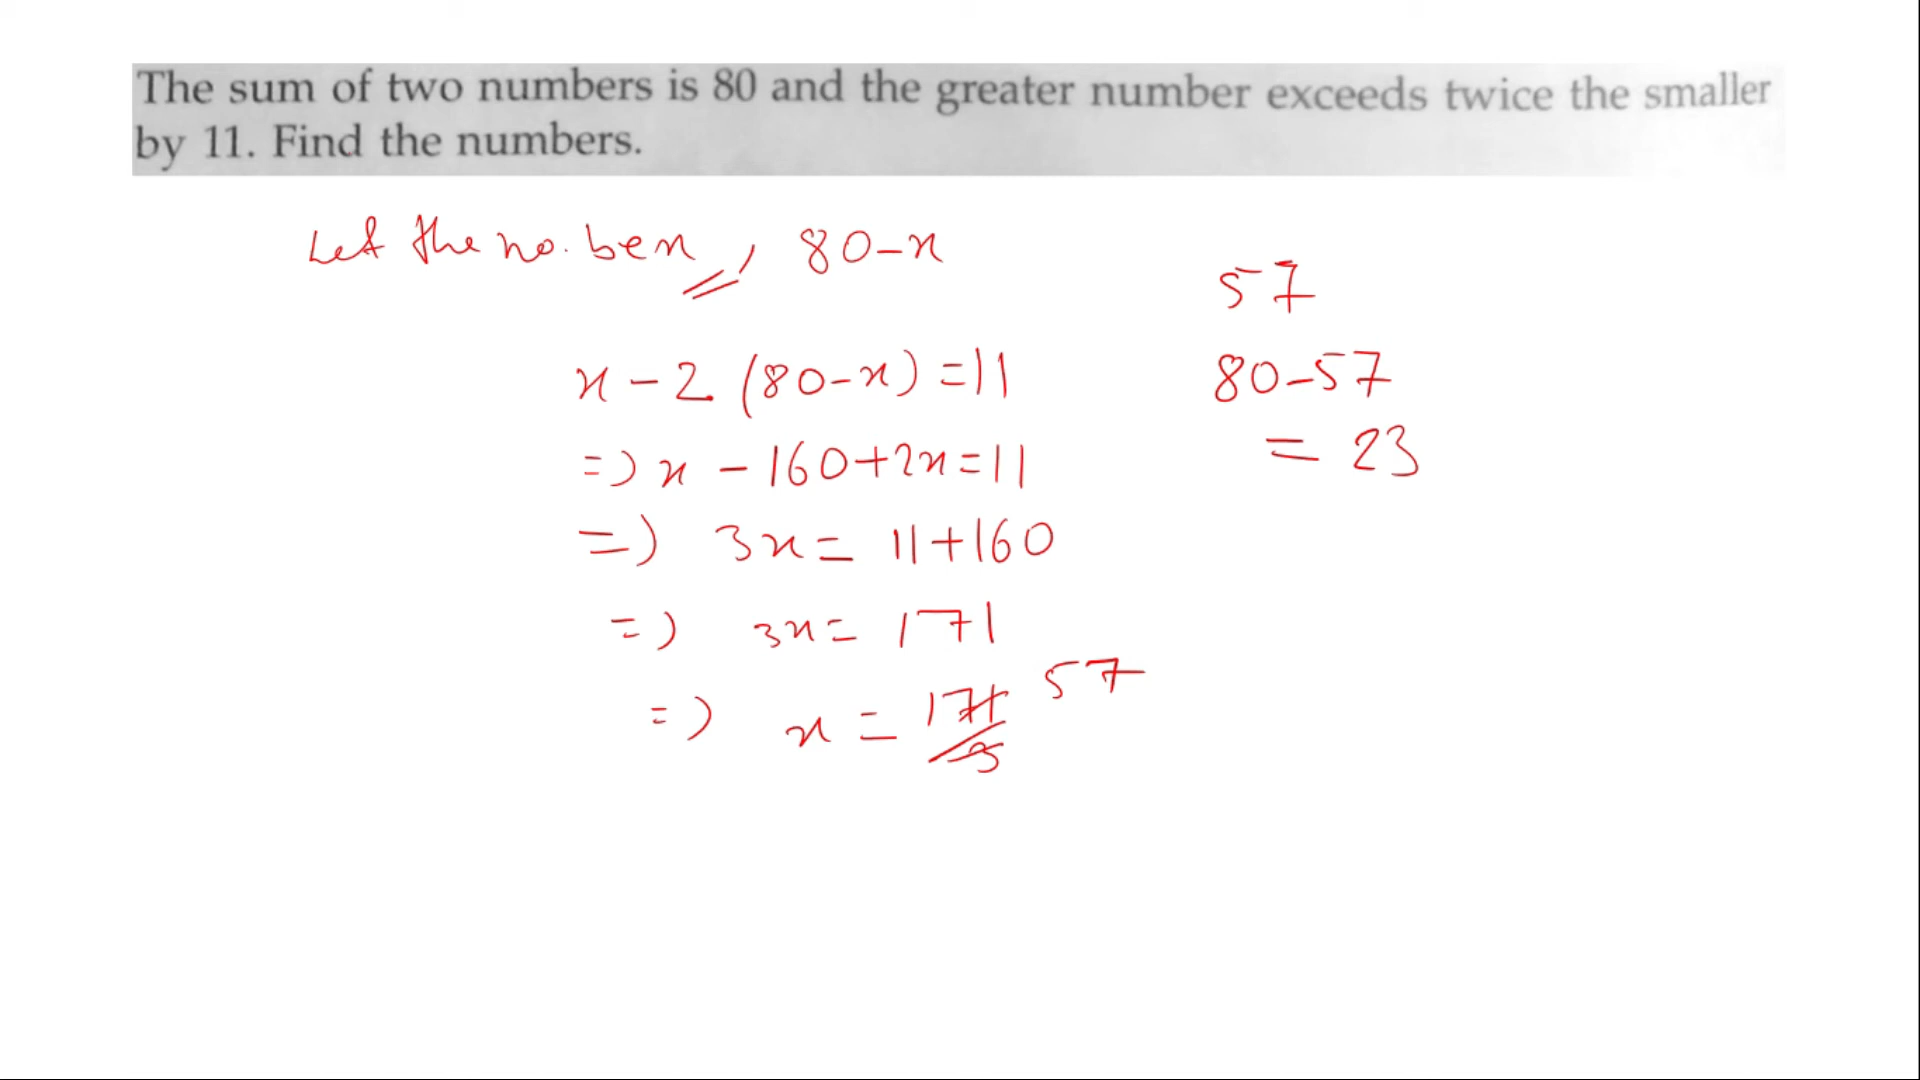 The sum of two numbers is 80 and the greater number exceeds twice the smaller
by 11. Find the numbers.
Let the no. be x, 80-x
x - 2 (80-x) = 11
=> x - 160+2x = 11
=> 3x = 11+160
=> 3x = 171
=> x = 171/3 57
57
80-57
= 23